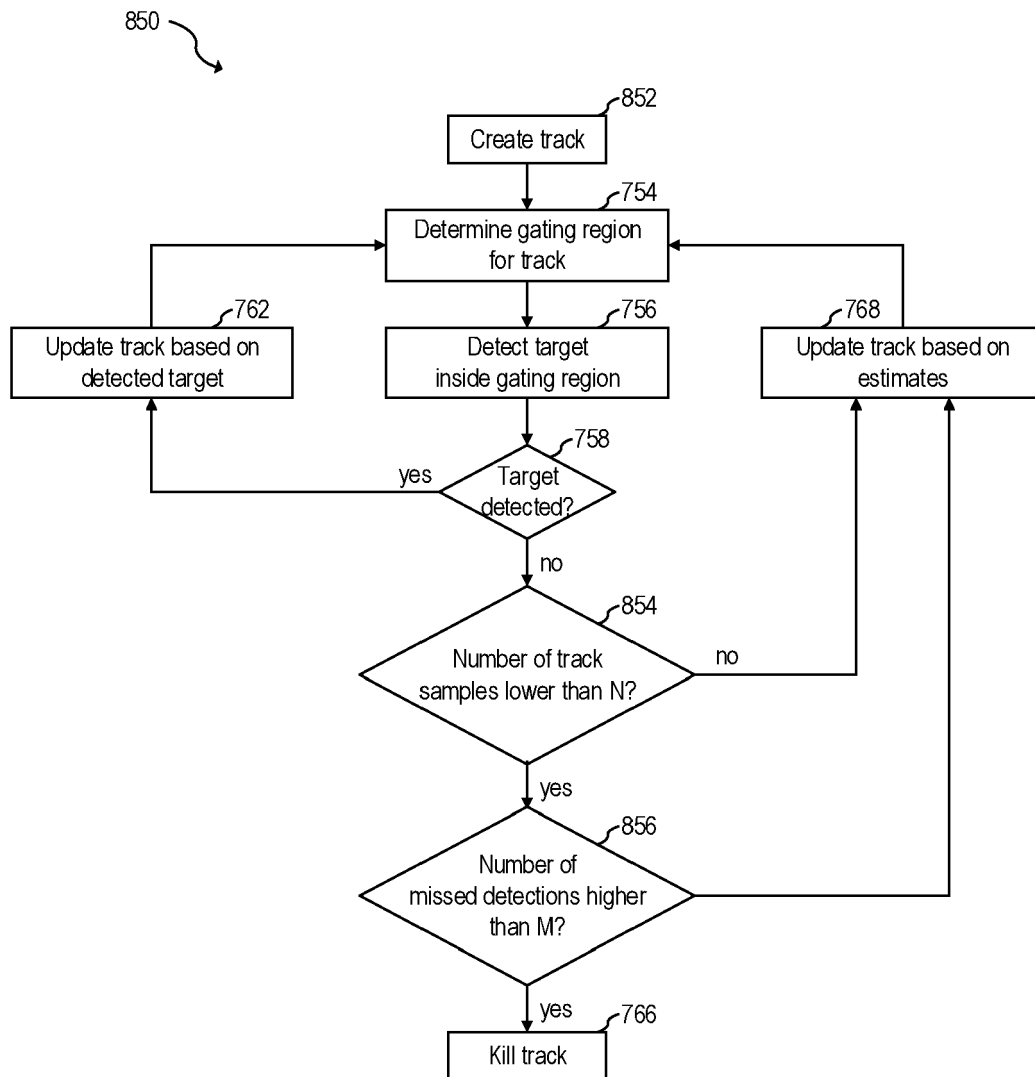 850
852
Create track
754
Determine gating region
for track
762
Update track based on
detected target
756
Detect target
inside gating region
768
Update track based on
estimates
758
yes
Target
detected?
no
854
Number of track
samples lower than N?
no
yes
856
Number of
missed detections higher
than M?
yes
766
Kill track